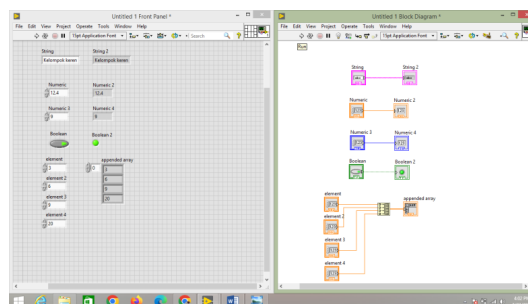 Untitled 1 Front Panel *
File Edit View Project Operate Tools Window Help
15pt Application Font
Search
String
Kelompok keren
String 2
Kelompok keren
Numeric
12,4
Numeric 2
12,4
Numeric 3
9
Numeric 4
9
Boolean
Boolean 2
element
3
element 2
6
element 3
9
element 4
20
appended array
0
3
6
9
20
Untitled 1 Block Diagram *
File Edit View Project Operate Tools Window Help
15pt Application Font
Run
String
String 2
Numeric
Numeric 2
Numeric 3
Numeric 4
Boolean
Boolean 2
element
appended array
element 2
element 3
element 4